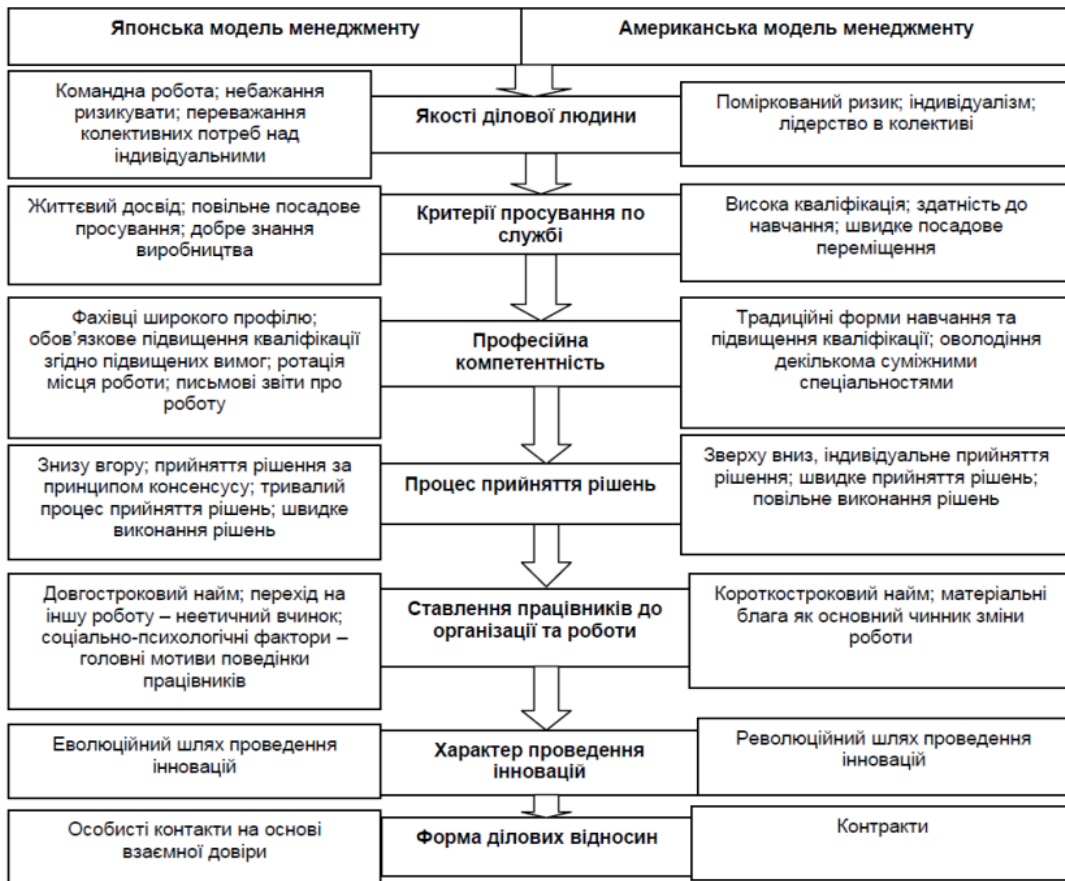 Японська модель менеджменту
Американська модель менеджменту
Командна робота; небажання
ризикувати; переважання
колективних потреб над
індивідуальними
Якості ділової людини
Поміркований ризик; індивідуалізм;
лідерство в колективі
Життєвий досвід; повільне посадове
просування; добре знання
виробництва
Критерії просування по
службі
Висока кваліфікація; здатність до
навчання; швидке посадове
переміщення
Фахівці широкого профілю;
обов’язкове підвищення кваліфікації
згідно підвищених вимог; ротація
місця роботи; письмові звіти про
роботу
Професійна
компетентність
Традиційні форми навчання та
підвищення кваліфікації; оволодіння
декількома суміжними
спеціальностями
Знизу вгору; прийняття рішення за
принципом консенсусу; тривалий
процес прийняття рішень; швидке
виконання рішень
Процес прийняття рішень
Зверху вниз, індивідуальне прийняття
рішення; швидке прийняття рішень;
повільне виконання рішень
Довгостроковий найм; перехід на
іншу роботу – неетичний вчинок;
соціально-психологічні фактори –
головні мотиви поведінки
працівників
Ставлення працівників до
організації та роботи
Короткостроковий найм; матеріальні
блага як основний чинник зміни
роботи
Еволюційний шлях проведення
інновацій
Характер проведення
інновацій
Революційний шлях проведення
інновацій
Особисті контакти на основі
взаємної довіри
Форма ділових відносин
Контракти